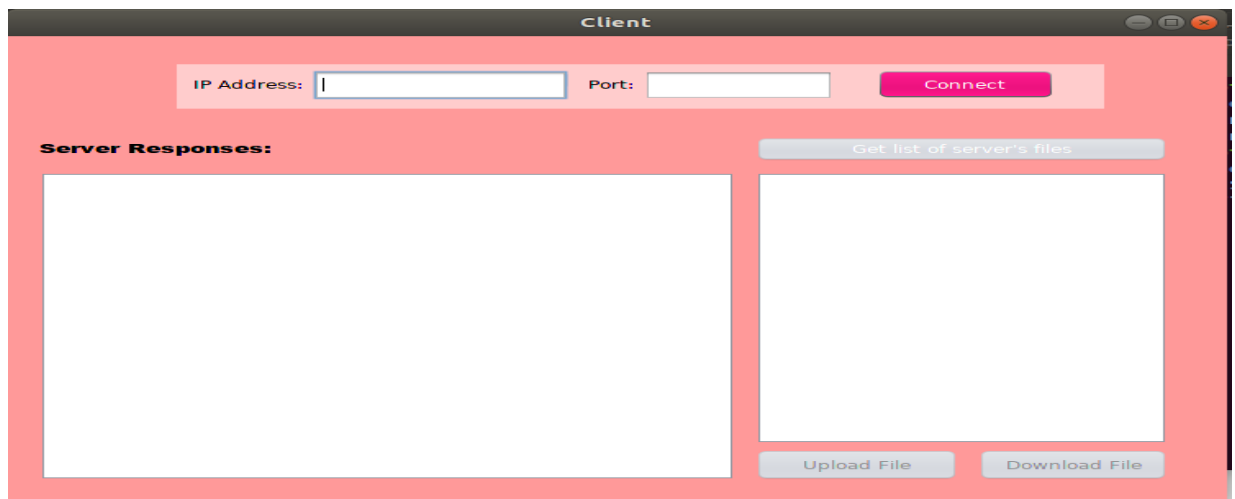 Client
IP Address: Port: Connect
Server Responses: Get list of server's files
Upload File Download File